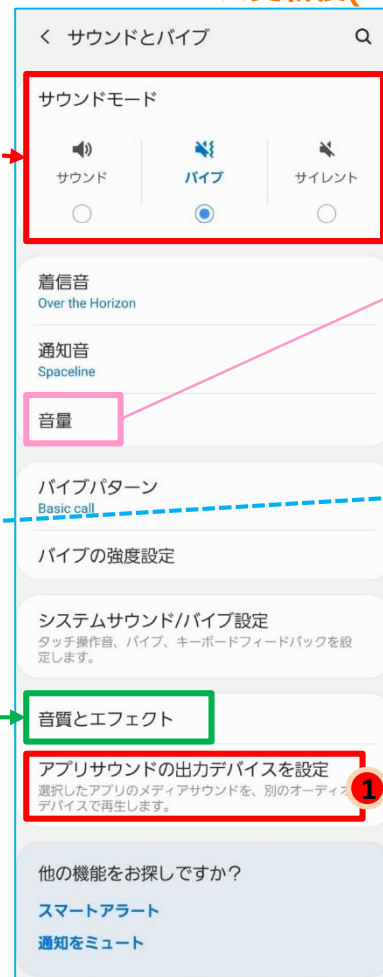 サウンドとバイブ
サウンドモード
サウンド
バイブ
サイレント
着信音
Over the Horizon
通知音
Spaceline
音量
バイブパターン
Basic call
バイブの強度設定
システムサウンド/バイブ設定
タッチ操作音、バイブ、キーボードフィードバックを設
定します。
音質とエフェクト
アプリサウンドの出力デバイスを設定
1
選択したアプリのメディアサウンドを、別のオーディオ
デバイスで再生します。
他の機能をお探しですか？
スマートアラート
通知をミュート